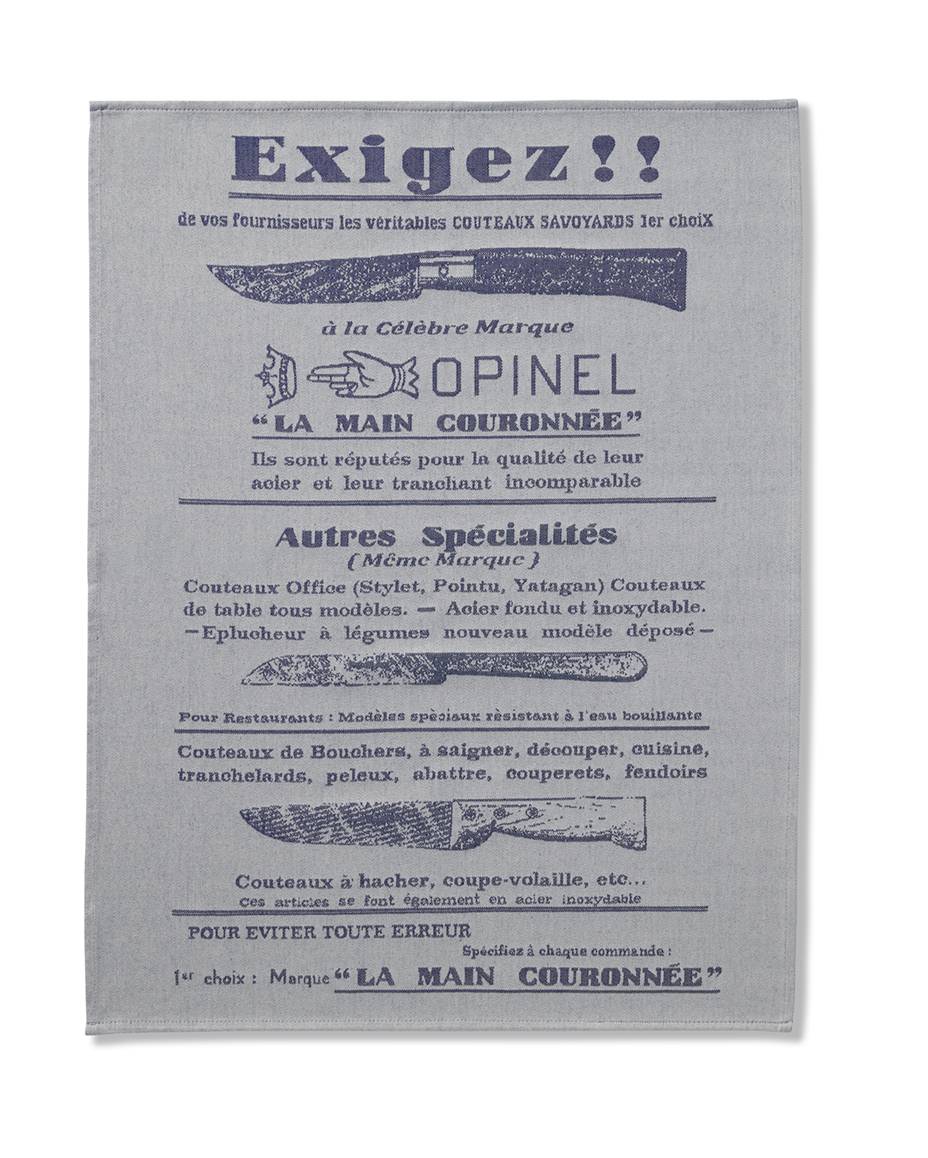 Exigez!!
de vos fournisseurs les véritables COUTEAUX SAVOYARDS 1er choiX
à la Célèbre Marque
OPINEL
“LA MAIN COURONNÉE”
Ils sont réputés pour la qualité de leur
acier et leur tranchant incomparable
Autres Spécialités
(Même Marque)
Couteaux Office (Stylet, Pointu, Yatagan) Couteaux
de table tous modèles. — Acier fondu et inoxydable.
—Eplucheur à légumes nouveau modèle déposé—
Pour Restaurants : Modèles spèciaux rèsistant à l'eau bouillante
Couteaux de Bouchers, à saigner, découper, cuisine,
tranchelards, peleux, abattre, couperets, fendoirs
Couteaux à hacher, coupe-volaille, etc...
Ces articles se font également en acier inoxydable
POUR EVITER TOUTE ERREUR
Spécifiez à chaque commande :
1er choix : Marque “LA MAIN COURONNÉE”